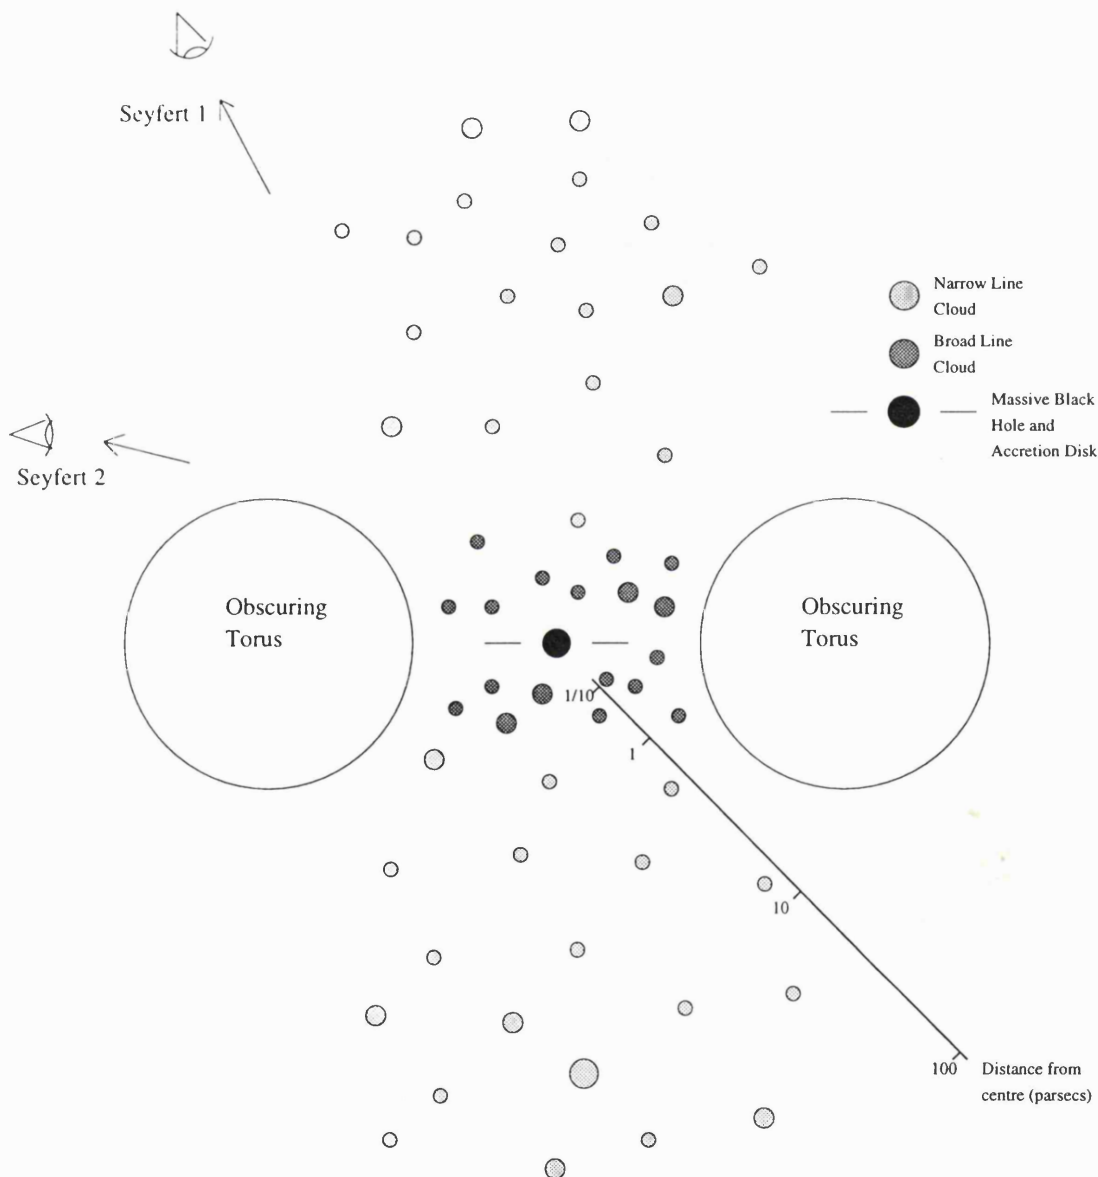 Seyfert 1
Narrow Line
Cloud
Broad Line
Cloud
Massive Black
Hole and
Accretion Disk
Seyfert 2
Obscuring
Torus
Obscuring
Torus
1/10
1
10
100
Distance from
centre (parsecs)